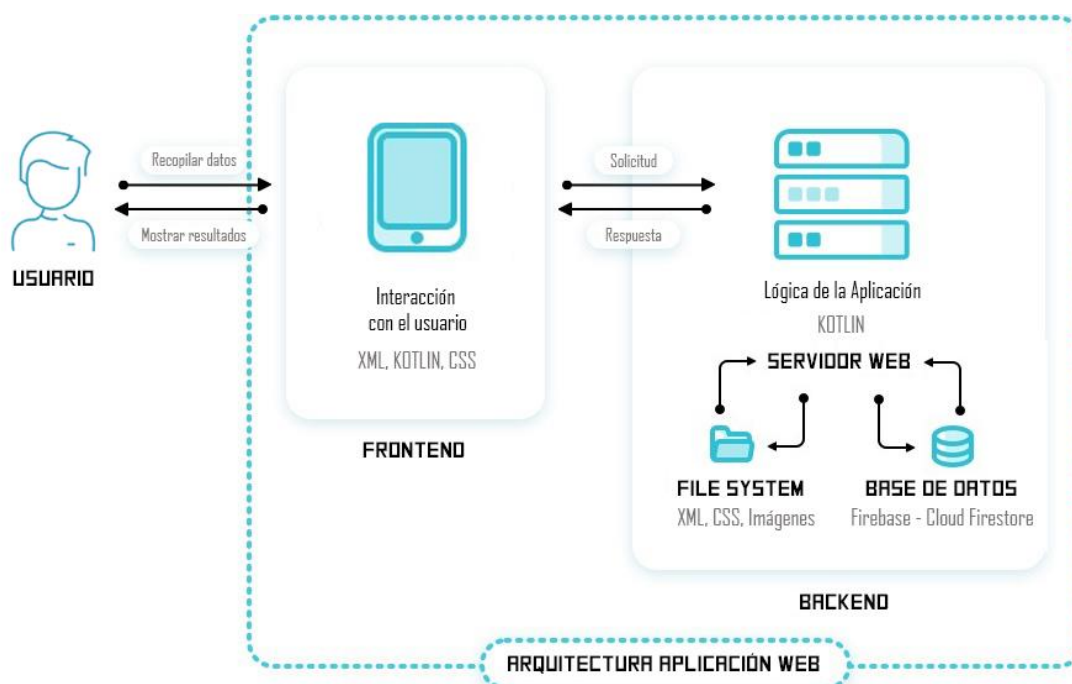 Recopilar datos
Mostrar resultados
USUARIO
Interacción
con el usuario
XML, KOTLIN, CSS
FRONTEND
Solicitud
Respuesta
Lógica de la Aplicación
KOTLIN
SERVIDOR WEB
FILE SYSTEM
XML, CSS, Imágenes
BASE DE DATOS
Firebase - Cloud Firestore
BACKEND
ARQUITECTURA APLICACIÓN WEB